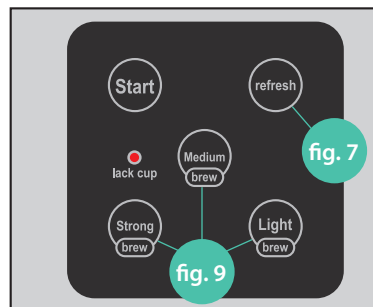 Start
refresh
fig. 7
Medium
brew
lack cup
Strong
brew
Light
brew
fig. 9